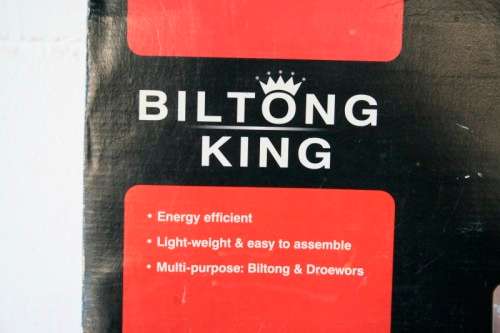 BILTONG
KING
• Energy efficient
• Light-weight & easy to assemble
• Multi-purpose: Biltong & Droewors